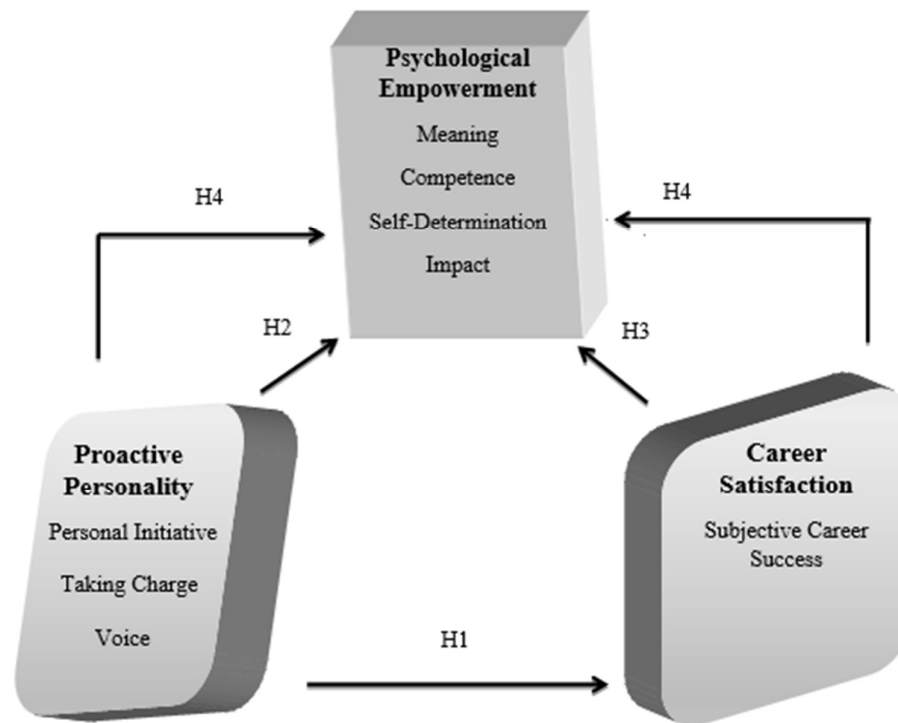 Psychological
Empowerment
Meaning
Competence
Self-Determination
Impact
H4
H4
H2
H3
Proactive
Personality
Personal Initiative
Taking Charge
Voice
Career
Satisfaction
Subjective Career
Success
H1